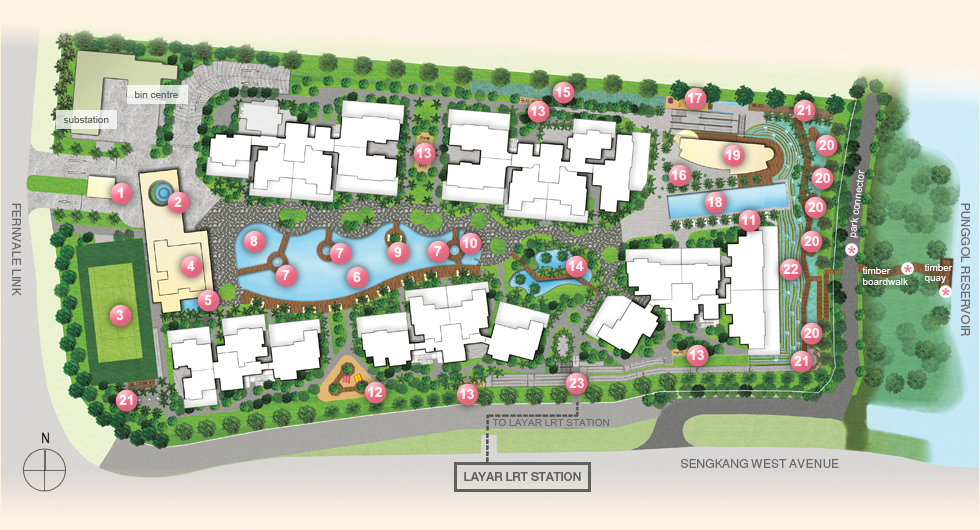 bin centre
substation
15
17
13
21
13
19
20
16
20
1
2
18
20
11
park connector
FERNVALE LINK
PUNGGOL RESERVOIR
8
7
9
7
10
20
4
7
6
14
22
timber
boardwalk
timber
quay
5
3
20
13
21
12
13
23
21
TO LAYAR LRT STATION
N
LAYAR LRT STATION
SENGKANG WEST AVENUE